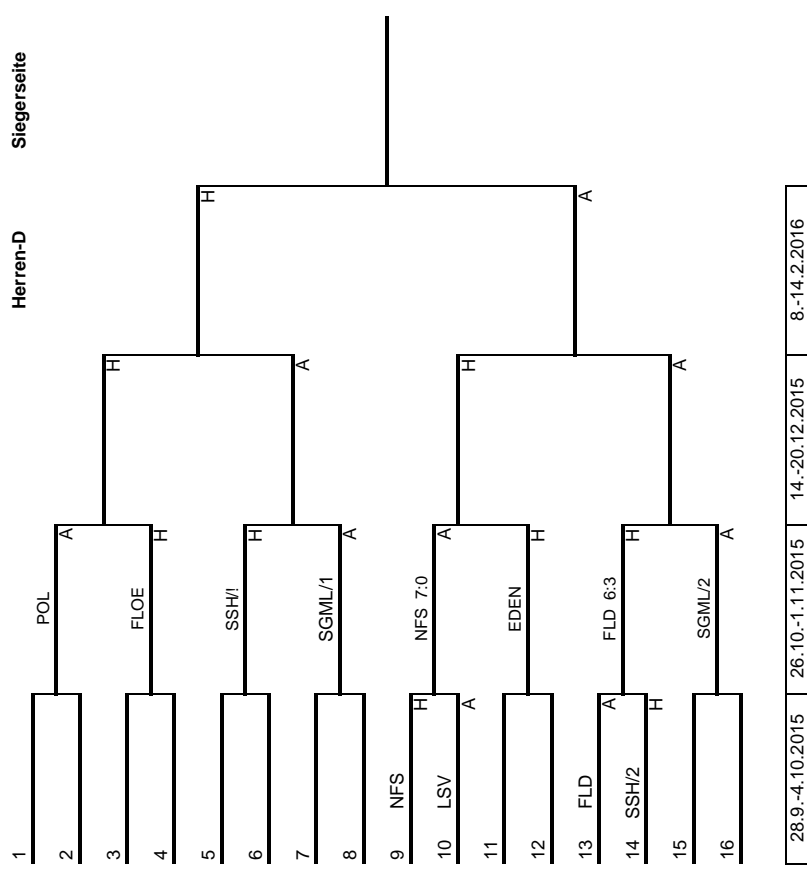 Herren-D
Siegerseite
1
2
3
4
5
6
7
8
9
10
11
12
13
14
15
16
NFS
LSV
FLD
SSH/2
H
A
A
H
POL
FLOE
SSH/!
SGML/1
NFS 7:0
EDEN
FLD 6:3
SGML/2
A
H
H
A
A
H
H
A
H
A
H
A
H
A
28.9.-4.10.2015
26.10.-1.11.2015
14.-20.12.2015
8.-14.2.2016